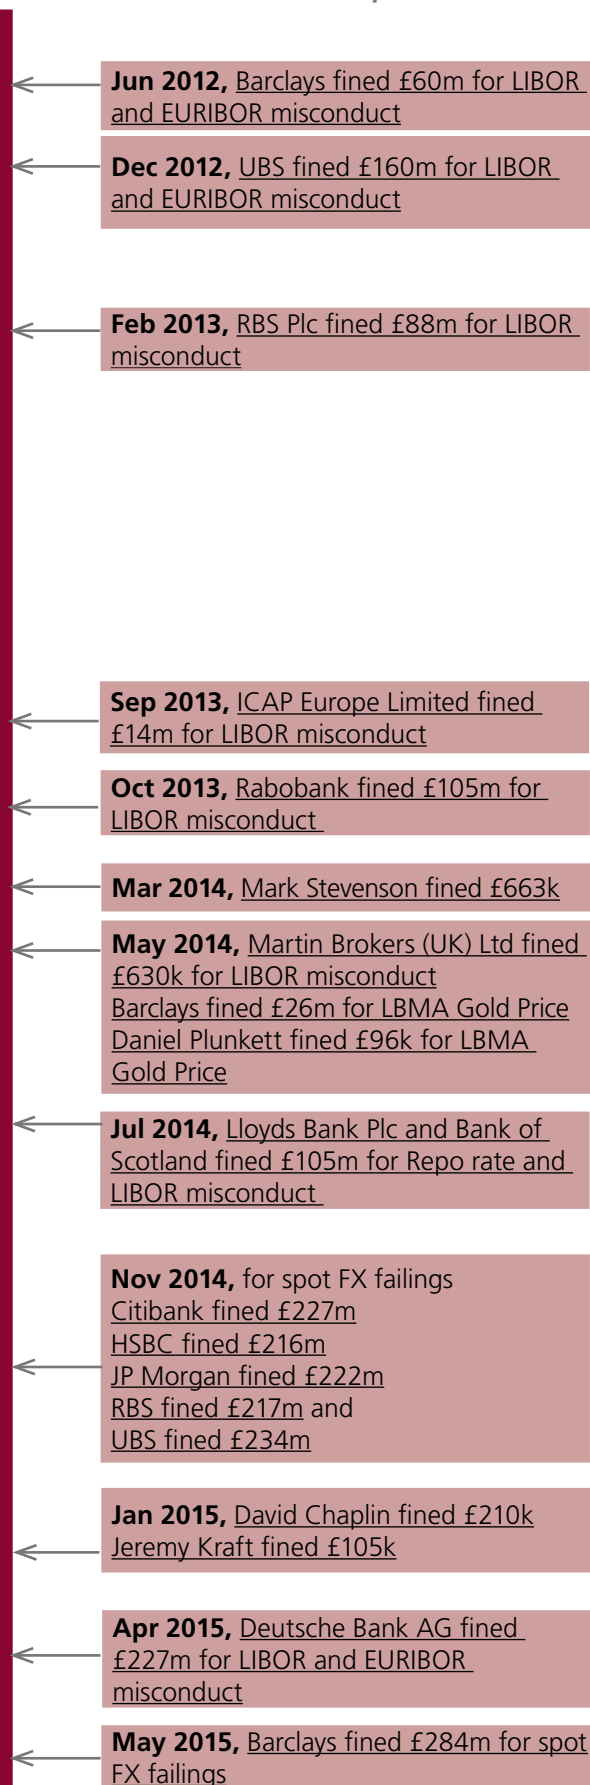 Jun 2012, Barclays fined £60m for LIBOR
and EURIBOR misconduct
Dec 2012, UBS fined £160m for LIBOR
and EURIBOR misconduct
Feb 2013, RBS Plc fined £88m for LIBOR
misconduct
Sep 2013, ICAP Europe Limited fined
£14m for LIBOR misconduct
Oct 2013, Rabobank fined £105m for
LIBOR misconduct
Mar 2014, Mark Stevenson fined £663k
May 2014, Martin Brokers (UK) Ltd fined
£630k for LIBOR misconduct
Barclays fined £26m for LBMA Gold Price
Daniel Plunkett fined £96k for LBMA
Gold Price
Jul 2014, Lloyds Bank Plc and Bank of
Scotland fined £105m for Repo rate and
LIBOR misconduct
Nov 2014, for spot FX failings
Citibank fined £227m
HSBC fined £216m
JP Morgan fined £222m
RBS fined £217m and
UBS fined £234m
Jan 2015, David Chaplin fined £210k
Jeremy Kraft fined £105k
Apr 2015, Deutsche Bank AG fined
£227m for LIBOR and EURIBOR
misconduct
May 2015, Barclays fined £284m for spot
FX failings